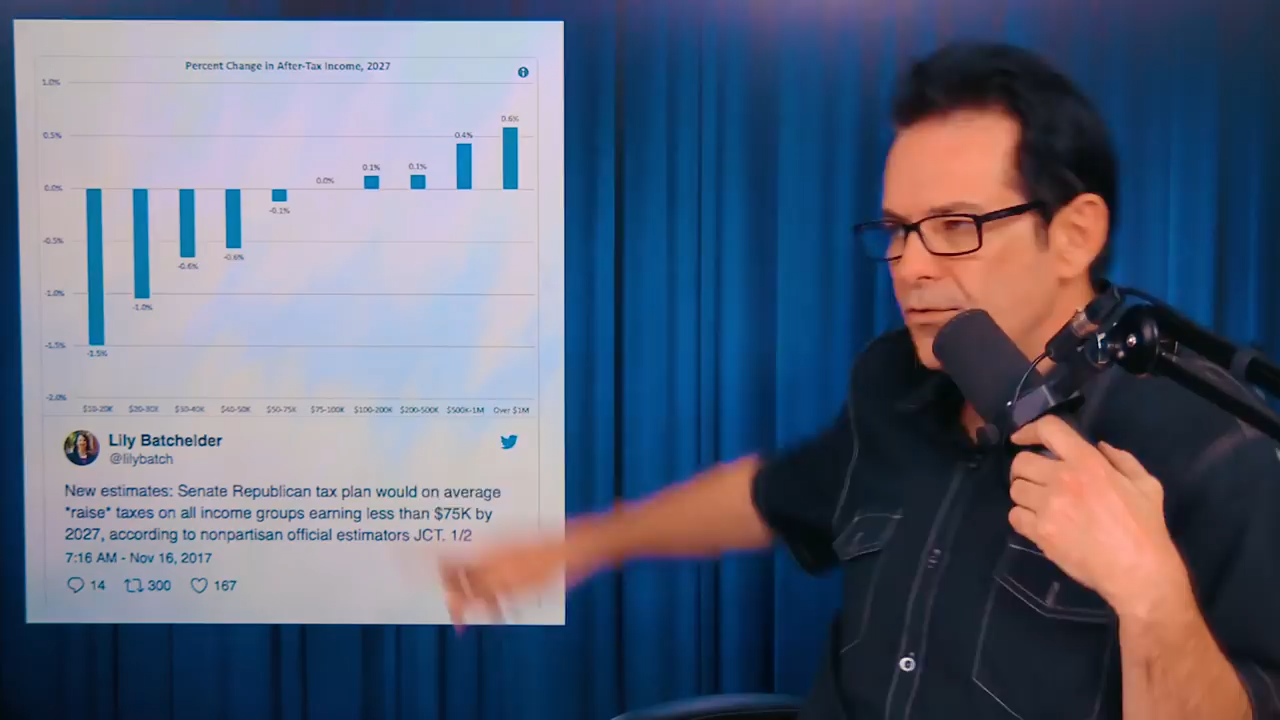 Percent Change in After-Tax Income, 2027
1.0%
0.6%
0.5%
0.4%
0.1%
0.1%
0.0%
0.0%
-0.1%
-0.5%
-0.6%
-0.6%
-1.0%
-1.0%
-1.5%
-1.5%
-2.0%
$10-20K $20-30K $30-40K $40-50K $50-75K $75-100K $100-200K $200-500K $500K-1M Over $1M
Lily Batchelder
@lilybatch
New estimates: Senate Republican tax plan would on average
*raise* taxes on all income groups earning less than $75K by
2027, according to nonpartisan official estimators JCT. 1/2
7:16 AM - Nov 16, 2017
14 300 167